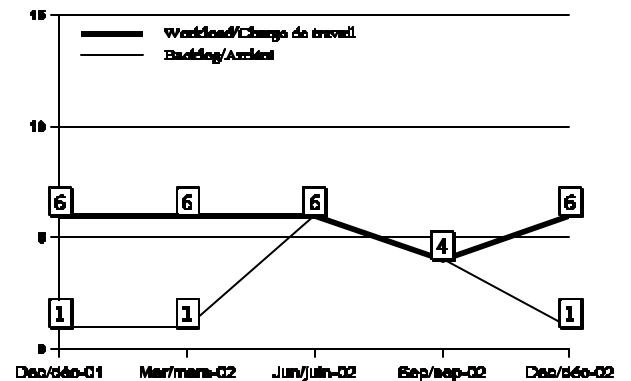 15
Workload/Charge de travail
Backlog/Arriéré
10
6 6 6 6
5
4
1 1 1
0
Dec/déc-01 Mar/mars-02 Jun/juin-02 Sep/sep-02 Dec/déc-02